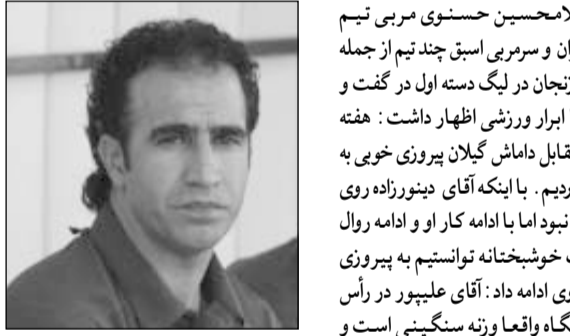 لامحسین حسنوی مربی تیم
ان و سرمربی اسبق چند تیم از جمله
زنجان در لیگ دسته اول در گفت و
ابرار ورزشی اظهار داشت : هفته
قابل داماش گیلان پیروزی خوبی به
ردیم . با اینکه آقای دینورزاده روی
نبود اما با ادامه کار او و ادامه روال
خوشبختانه توانستیم به پیروزی
وی ادامه داد : آقای علیپور در رأس
گاه واقعا وزنه سنگینی است و